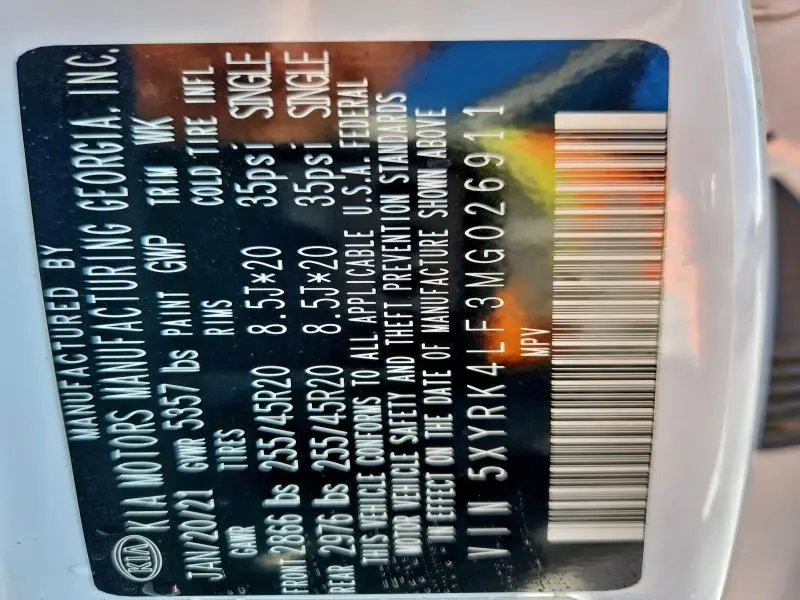 MANUFACTURED BY
KIA KIA MOTORS MANUFACTURING GEORGIA, INC.
JAN/20/21 GWR 5357 lbs PAINT GWP TRIM WK
GAWR TIRES RIMS COLD TIRE INFL
FRONT 2866 lbs 255/45R20 8.5J*20 35psi SINGLE
REAR 2976 lbs 255/45R20 8.5J*20 35psi SINGLE
THIS VEHICLE CONFORMS TO ALL APPLICABLE U.S.A. FEDERAL
MOTOR VEHICLE SAFETY AND THEFT PREVENTION STANDARDS
IN EFFECT ON THE DATE OF MANUFACTURE SHOWN ABOVE
VIN 5XYRK4LF3MG026911
MPV